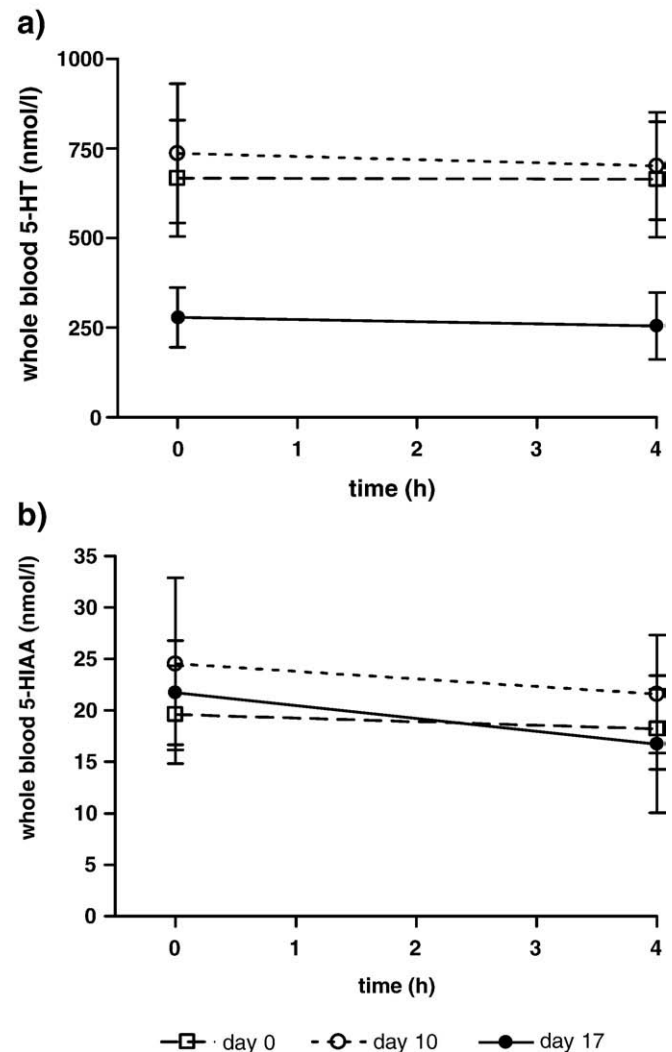 a)
whole blood 5-HT (nmol/l)
1000
750
500
250
0
0 1 2 3 4
time (h)
b)
whole blood 5-HIAA (nmol/l)
35
30
25
20
15
10
5
0
0 1 2 3 4
time (h)
day 0 day 10 day 17